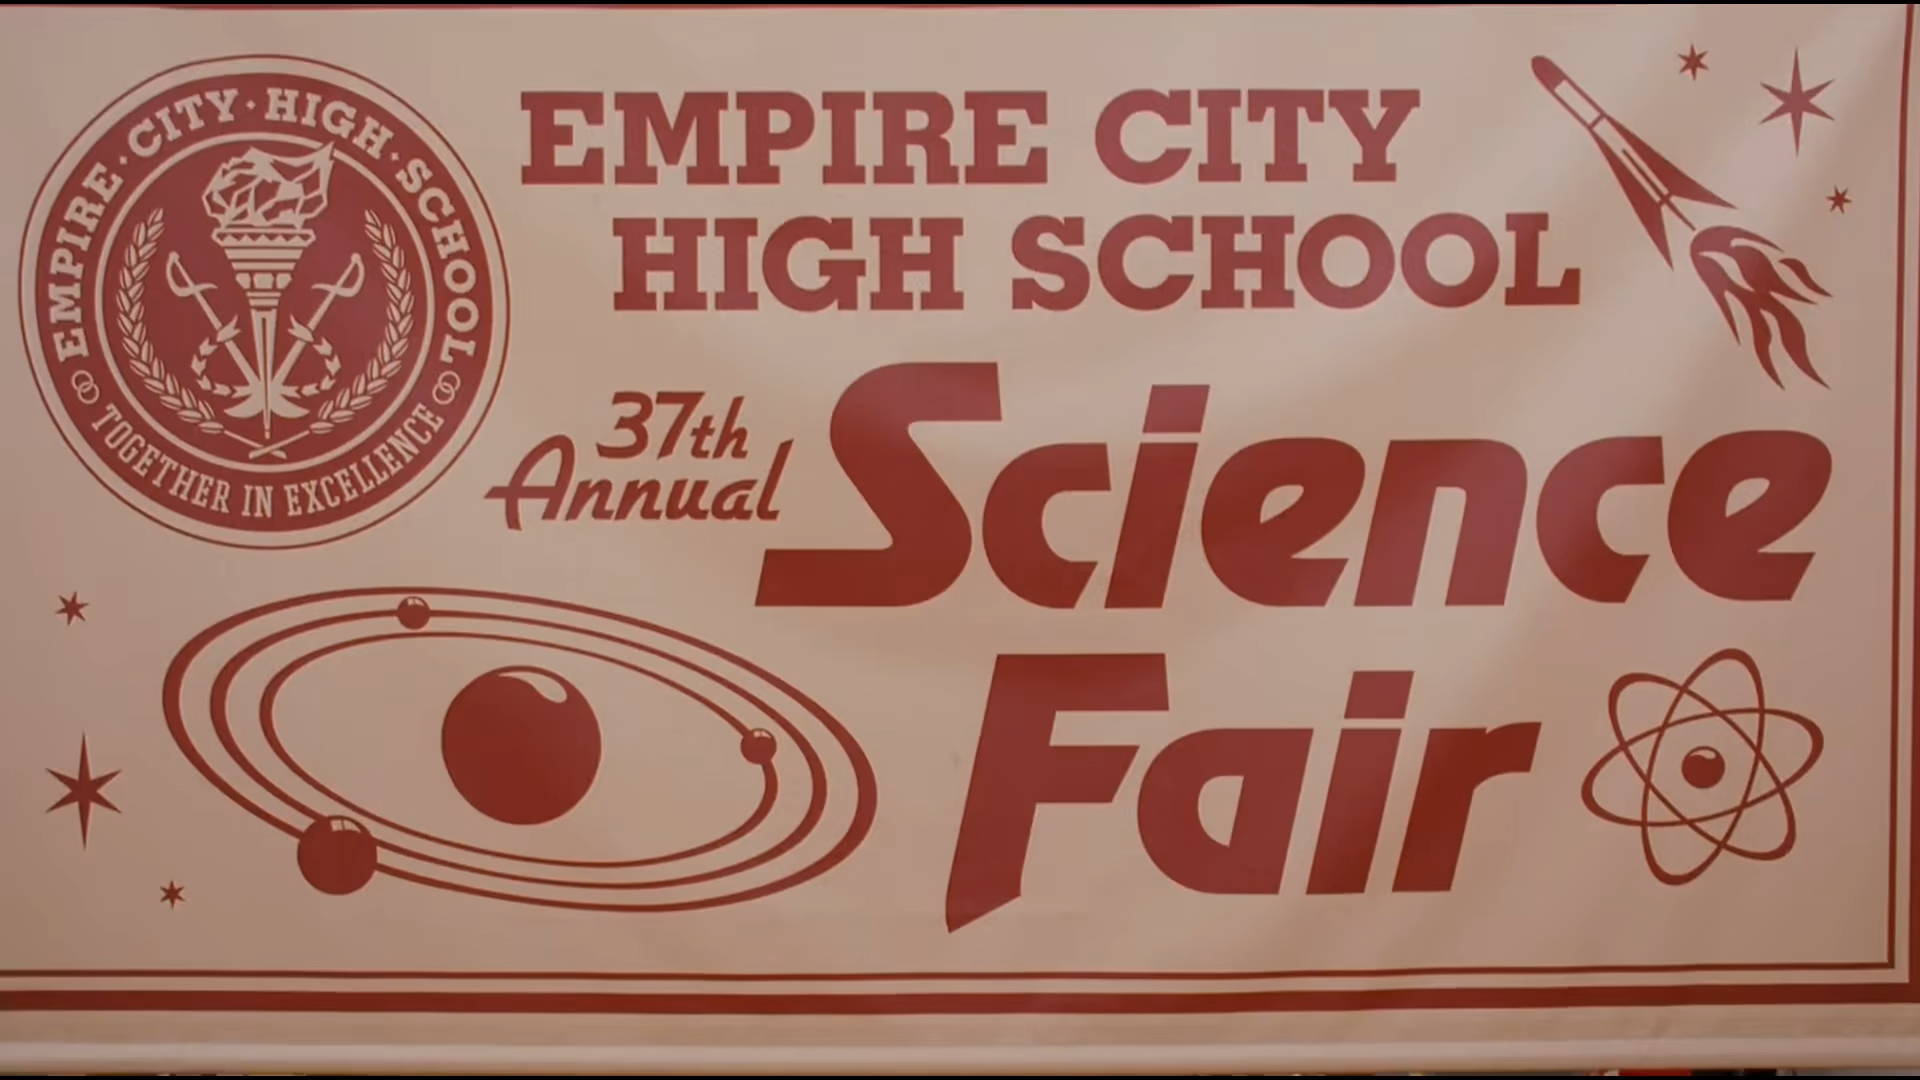 EMPIRE·CITY·HIGH·SCHOOL
TOGETHER IN EXCELLENCE
EMPIRE CITY
HIGH SCHOOL
37th
Annual
Science
Fair